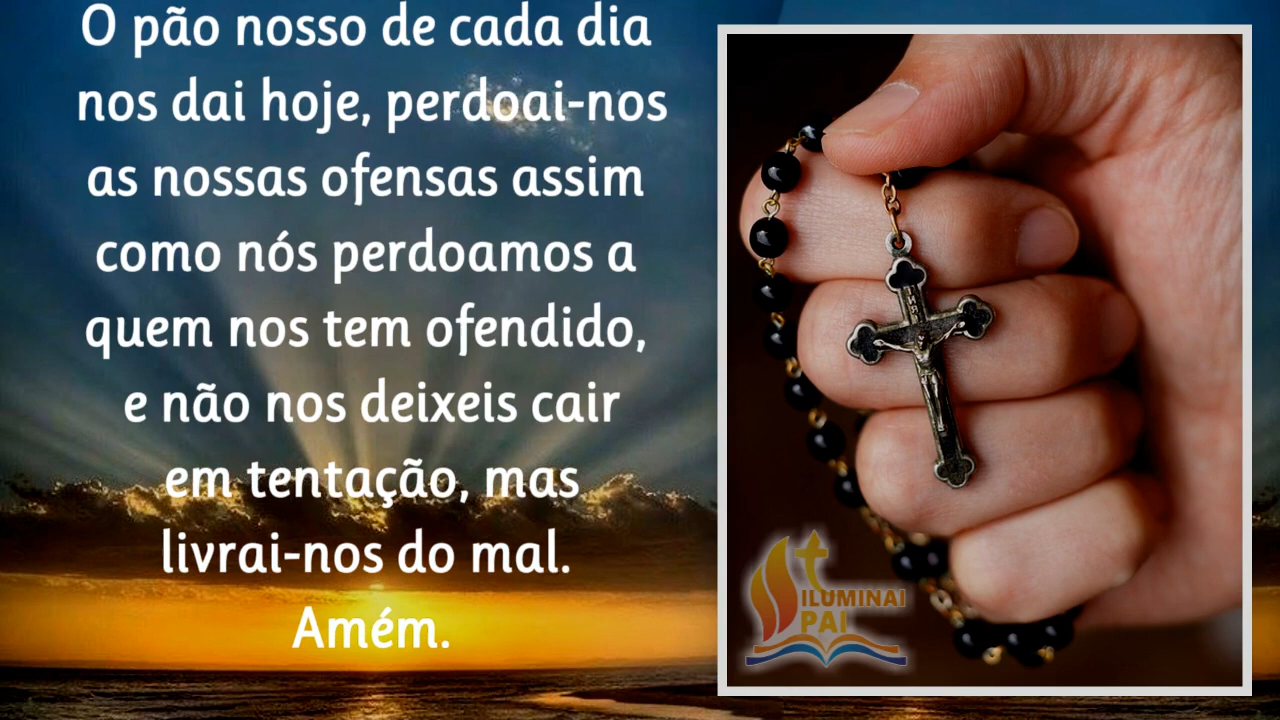 O pão nosso de cada dia
nos dai hoje, perdoai-nos
as nossas ofensas assim
como nós perdoamos a
quem nos tem ofendido,
e não nos deixeis cair
em tentação, mas
livrai-nos do mal.
Amém.
ILUMINAI
PAI